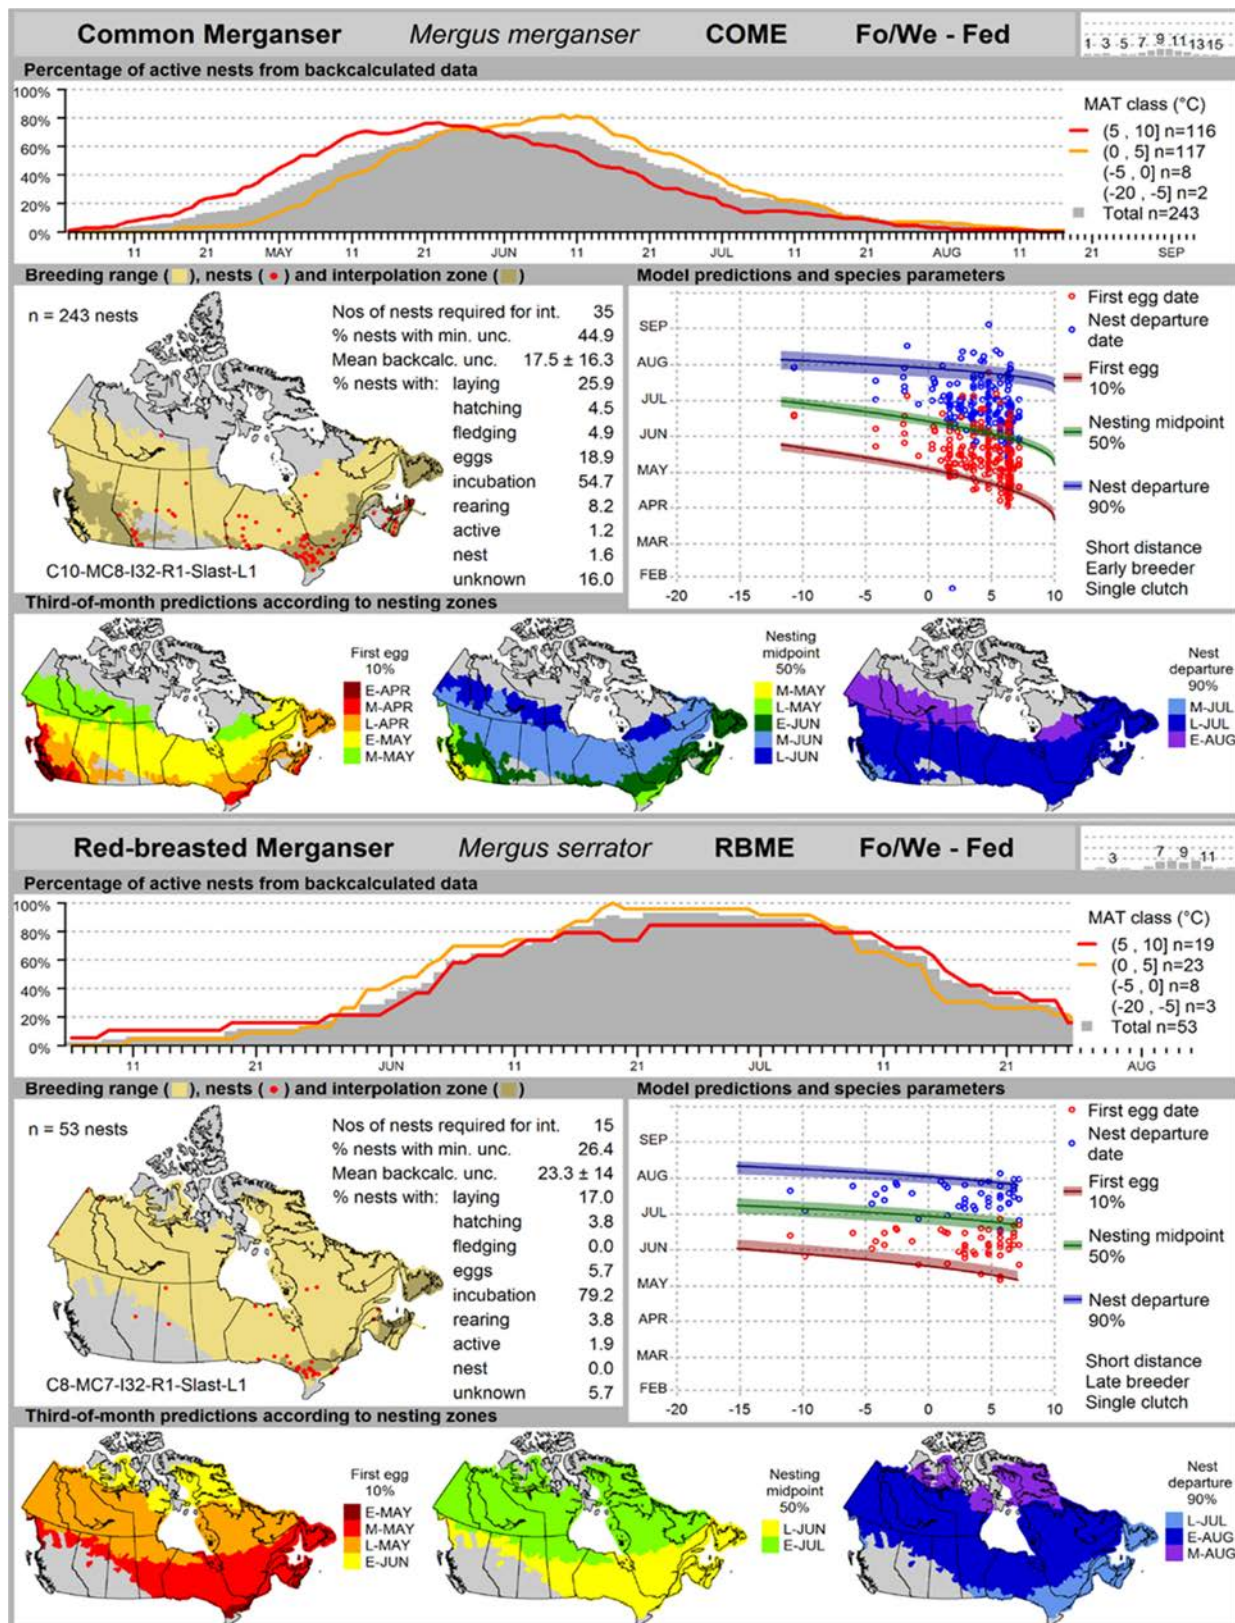 Common Merganser Mergus merganser COME Fo/We - Fed
1 3 5 7 9 11 13 15
Percentage of active nests from backcalculated data
100%
80%
60%
40%
20%
0%
11 21 MAY 11 21 JUN 11 21 JUL 11 21 AUG 11 21 SEP
MAT class (°C)
(5 , 10] n=116
(0 , 5] n=117
(-5 , 0] n=8
(-20 , -5] n=2
Total n=243
Breeding range ( ), nests ( ) and interpolation zone ( )
n = 243 nests
Nos of nests required for int. 35
% nests with min. unc. 44.9
Mean backcalc. unc. 17.5 ± 16.3
% nests with: laying 25.9
hatching 4.5
fledging 4.9
eggs 18.9
incubation 54.7
rearing 8.2
active 1.2
nest 1.6
unknown 16.0
C10-MC8-I32-R1-Slast-L1
Model predictions and species parameters
SEP
AUG
JUL
JUN
MAY
APR
MAR
FEB
-20 -15 -10 -5 0 5 10
First egg date
Nest departure
date
First egg
10%
Nesting midpoint
50%
Nest departure
90%
Short distance
Early breeder
Single clutch
Third-of-month predictions according to nesting zones
First egg
10%
E-APR
M-APR
L-APR
E-MAY
M-MAY
Nesting
midpoint
50%
M-MAY
L-MAY
E-JUN
M-JUN
L-JUN
Nest
departure
90%
M-JUL
L-JUL
E-AUG
Red-breasted Merganser Mergus serrator RBME Fo/We - Fed
3 7 9 11
Percentage of active nests from backcalculated data
100%
80%
60%
40%
20%
0%
11 21 JUN 11 21 JUL 11 21 AUG
MAT class (°C)
(5 , 10] n=19
(0 , 5] n=23
(-5 , 0] n=8
(-20 , -5] n=3
Total n=53
Breeding range ( ), nests ( ) and interpolation zone ( )
n = 53 nests
Nos of nests required for int. 15
% nests with min. unc. 26.4
Mean backcalc. unc. 23.3 ± 14
% nests with: laying 17.0
hatching 3.8
fledging 0.0
eggs 5.7
incubation 79.2
rearing 3.8
active 1.9
nest 0.0
unknown 5.7
C8-MC7-I32-R1-Slast-L1
Model predictions and species parameters
SEP
AUG
JUL
JUN
MAY
APR
MAR
FEB
-20 -15 -10 -5 0 5 10
First egg date
Nest departure
date
First egg
10%
Nesting midpoint
50%
Nest departure
90%
Short distance
Late breeder
Single clutch
Third-of-month predictions according to nesting zones
First egg
10%
E-MAY
M-MAY
L-MAY
E-JUN
Nesting
midpoint
50%
L-JUN
E-JUL
Nest
departure
90%
L-JUL
E-AUG
M-AUG